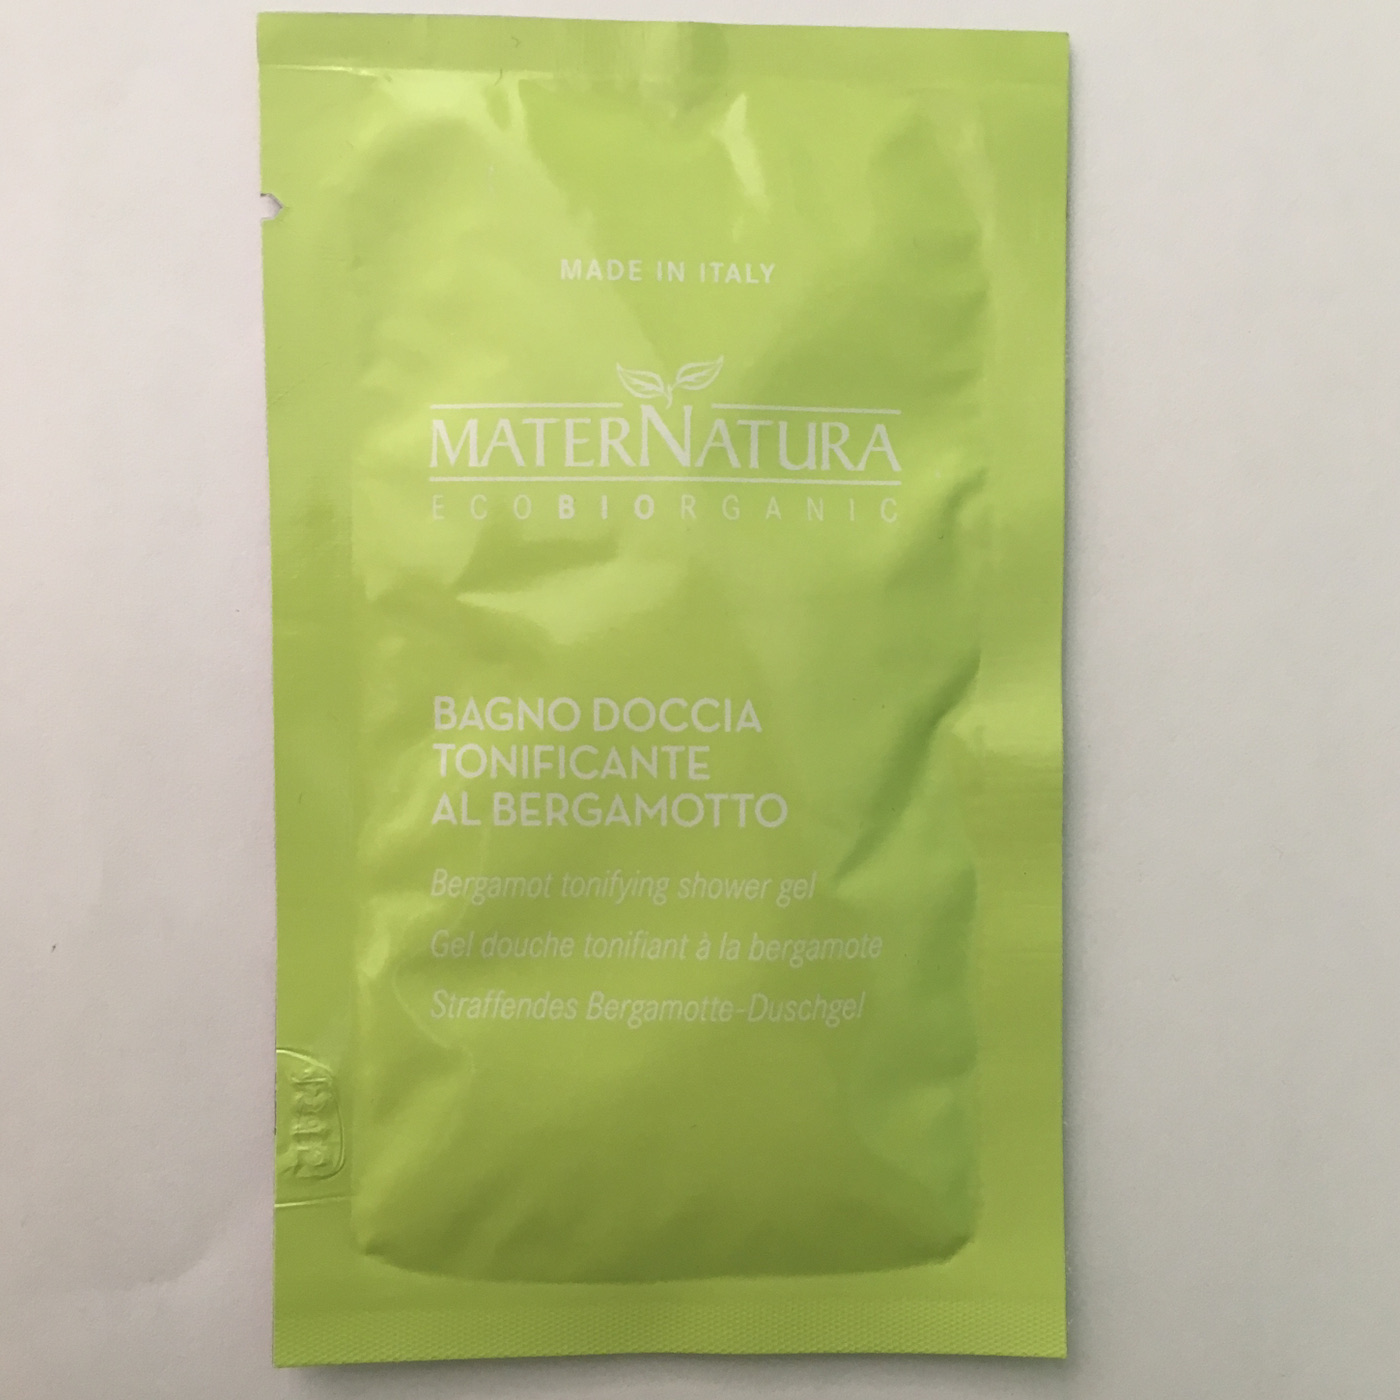 MADE IN ITALY
MATERNATURA
ECOBIORGANIC
BAGNO DOCCIA
TONIFICANTE
AL BERGAMOTTO
Bergamot tonifying shower gel
Gel douche tonifiant à la bergamote
Straffendes Bergamotte-Duschgel